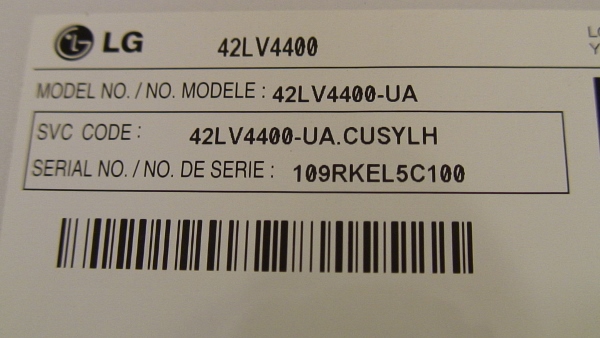 LG 42LV4400
MODEL NO. / NO. MODELE : 42LV4400-UA
SVC CODE : 42LV4400-UA.CUSYLH
SERIAL NO. / NO. DE SERIE : 109RKEL5C100